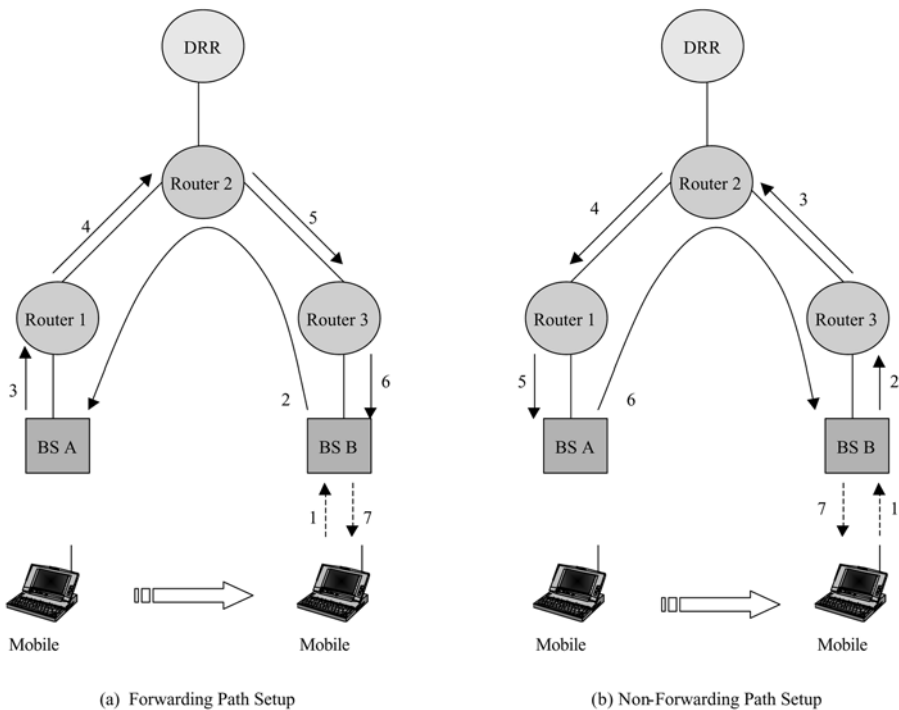 DRR
Router 2
4
5
Router 1
Router 3
3
2
6
BS A
BS B
1
7
Mobile
Mobile
(a) Forwarding Path Setup
DRR
Router 2
4
3
Router 1
Router 3
5
6
2
BS A
BS B
7
1
Mobile
Mobile
(b) Non-Forwarding Path Setup